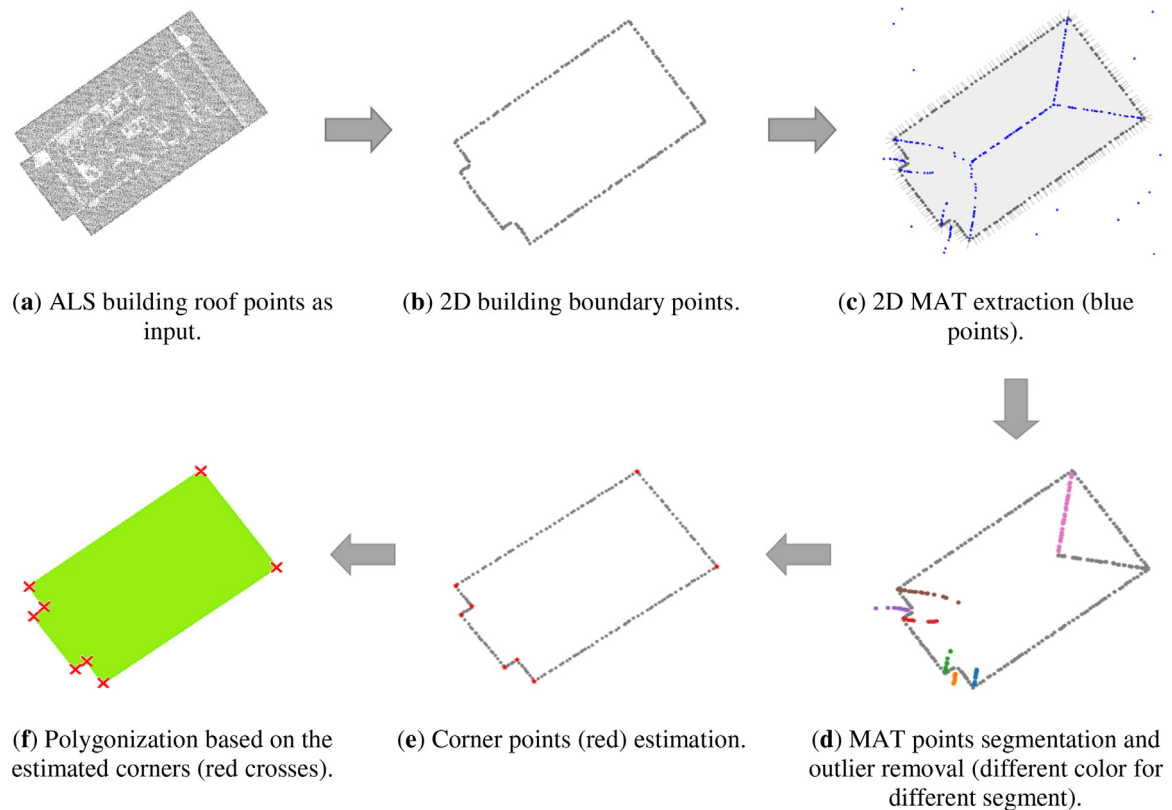 (a) ALS building roof points as
input.
(b) 2D building boundary points.
(c) 2D MAT extraction (blue
points).
(f) Polygonization based on the
estimated corners (red crosses).
(e) Corner points (red) estimation.
(d) MAT points segmentation and
outlier removal (different color for
different segment).